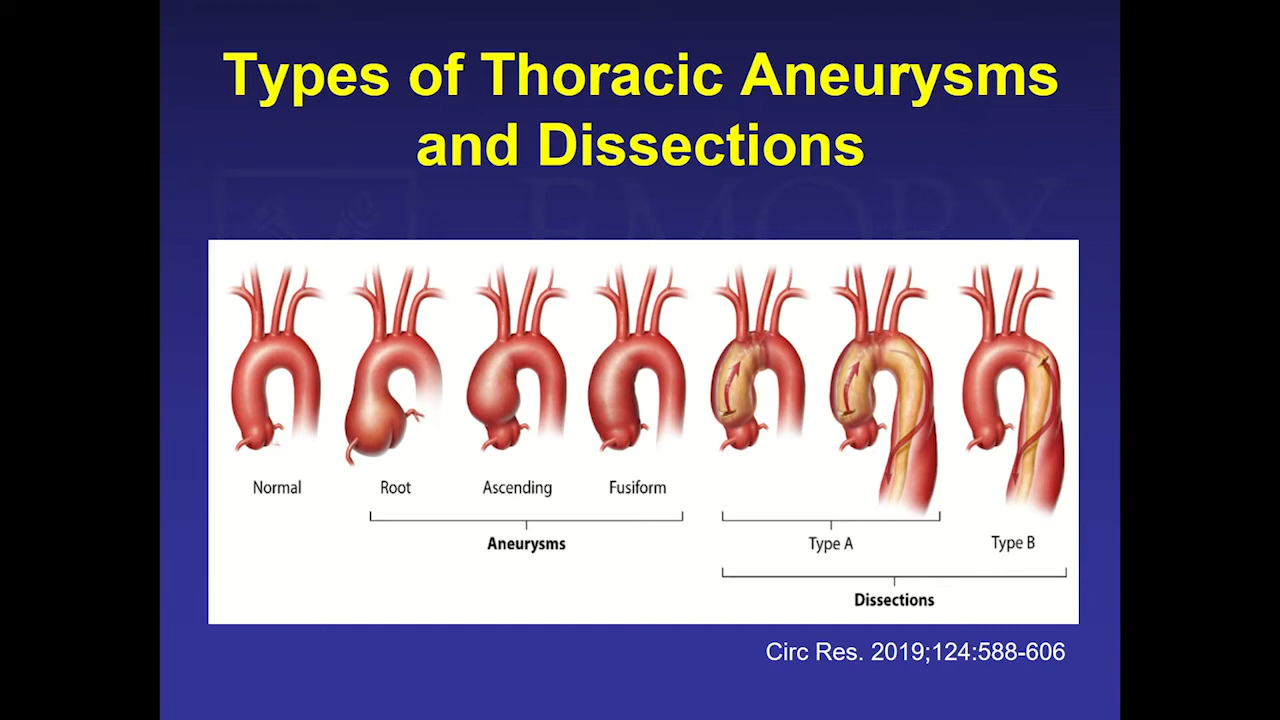 Types of Thoracic Aneurysms
and Dissections
EMORY
Normal
Root
Ascending
Fusiform
Aneurysms
Type A
Type B
Dissections
Circ Res. 2019;124:588-606